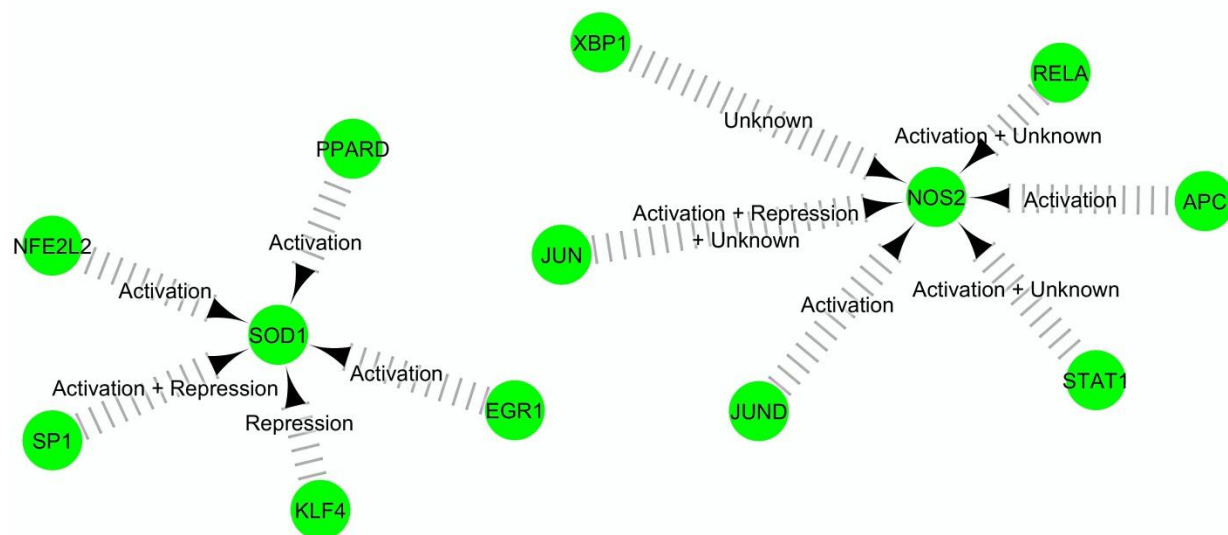 XBP1
RELA
Unknown
Activation + Unknown
PPARD
NOS2
APC
Activation
NFE2L2
Activation + Repression
+ Unknown
JUN
Activation
Activation
Activation
Activation + Unknown
SOD1
Activation + Repression
Activation
STAT1
EGR1
JUND
Repression
SP1
KLF4